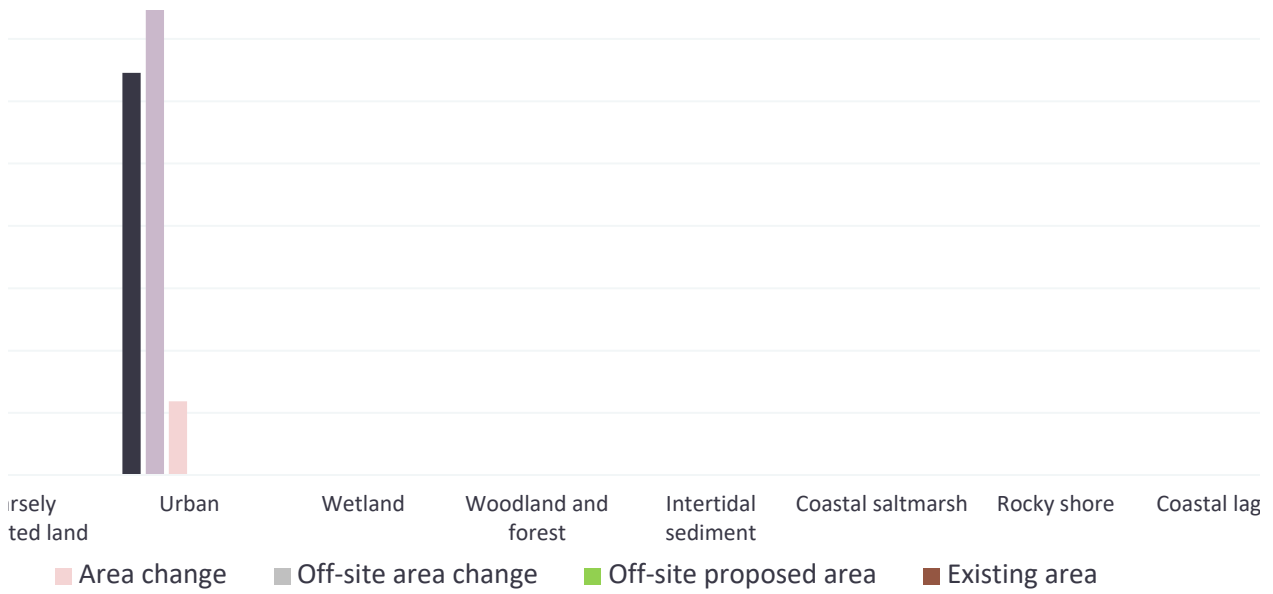 rsely Urban Wetland Woodland and Intertidal Coastal saltmarsh Rocky shore Coastal lag
ted land forest sediment
Area change Off-site area change Off-site proposed area Existing area